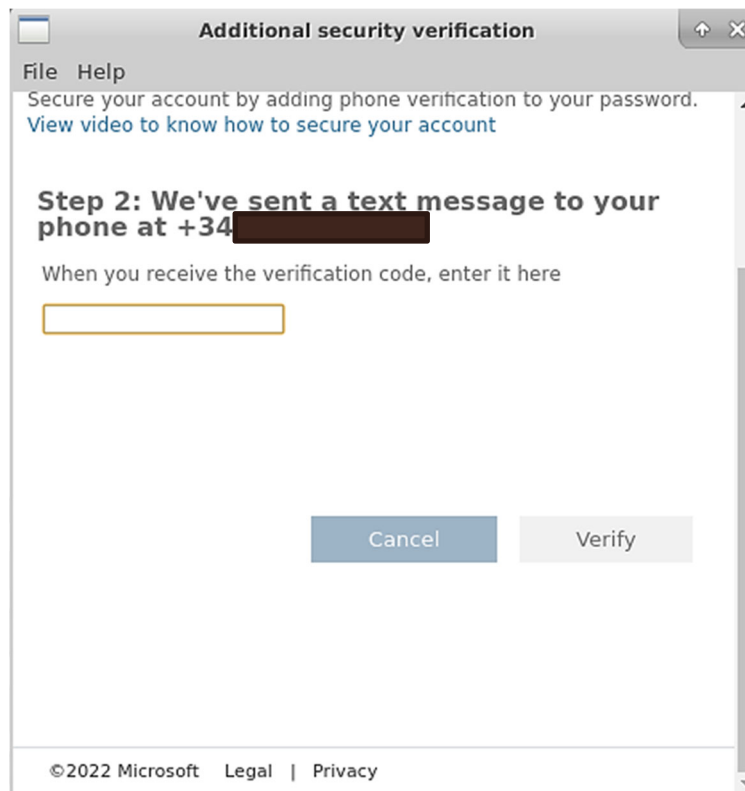 Additional security verification
File Help
Secure your account by adding phone verification to your password.
View video to know how to secure your account
Step 2: We've sent a text message to your
phone at +34
When you receive the verification code, enter it here
Cancel Verify
©2022 Microsoft Legal | Privacy